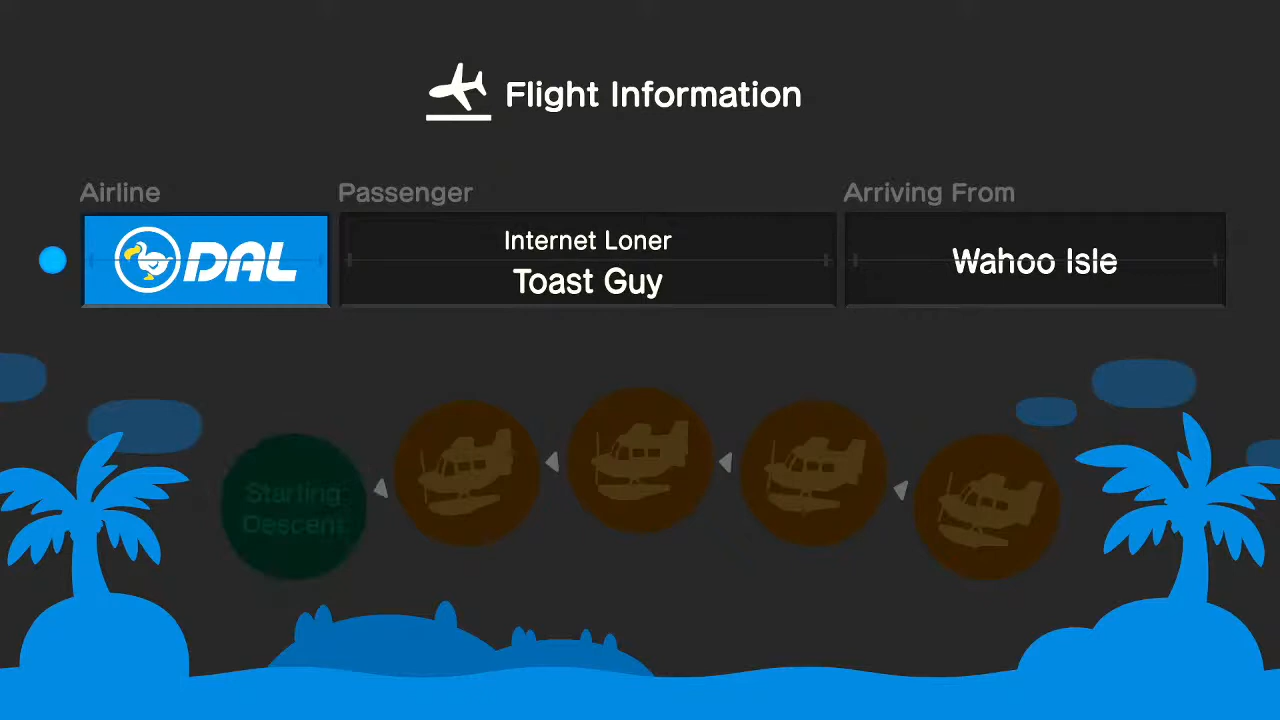 Flight Information
Airline
Passenger
Arriving From
DAL
Internet Loner
Toast Guy
Wahoo Isle
Starting
Descent